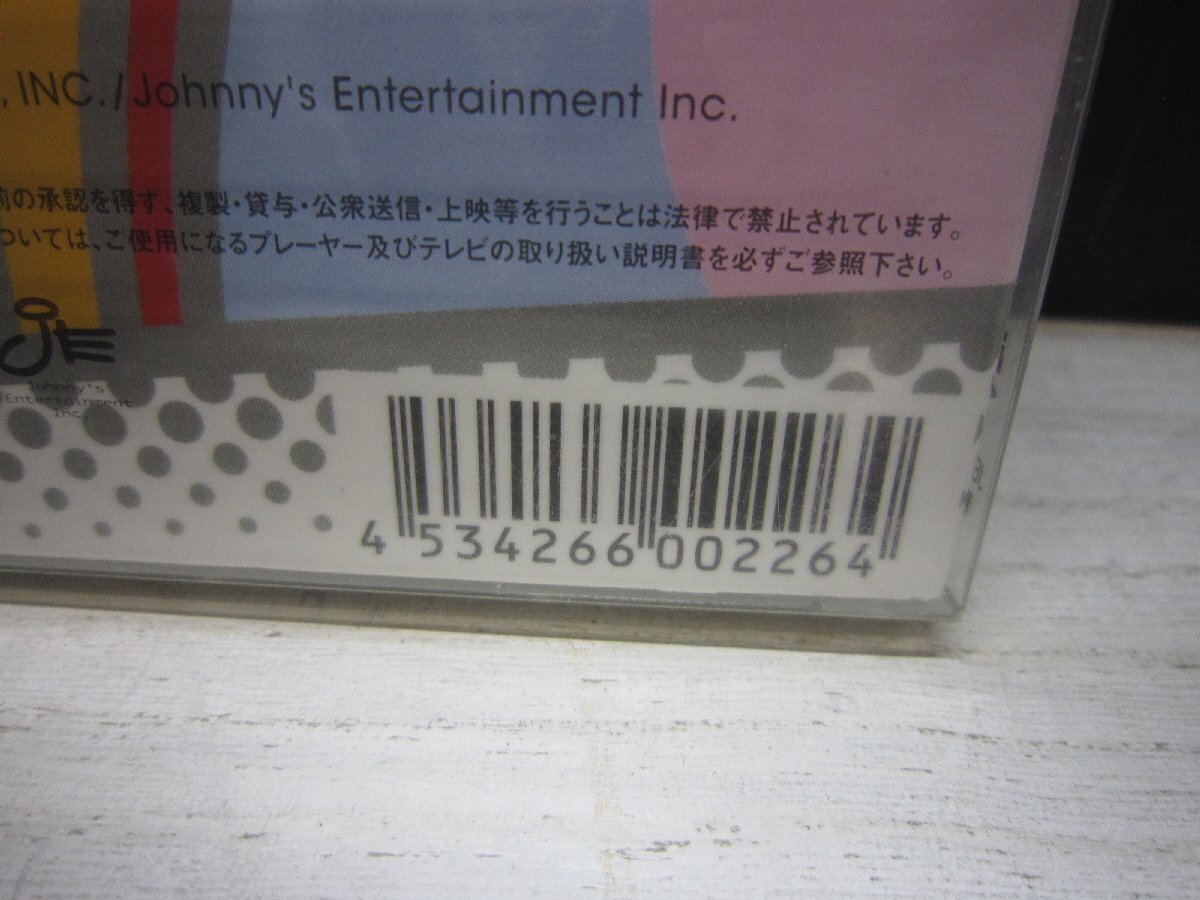 , INC./Johnny's Entertainment Inc.
前の承認を得ず、複製・貸与・公衆送信・上映等を行うことは法律で禁止されています。
ついては、ご使用になるプレーヤー及びテレビの取り扱い説明書を必ずご参照下さい。
Johnny's
Entertainment
Inc.
4 534266 002264